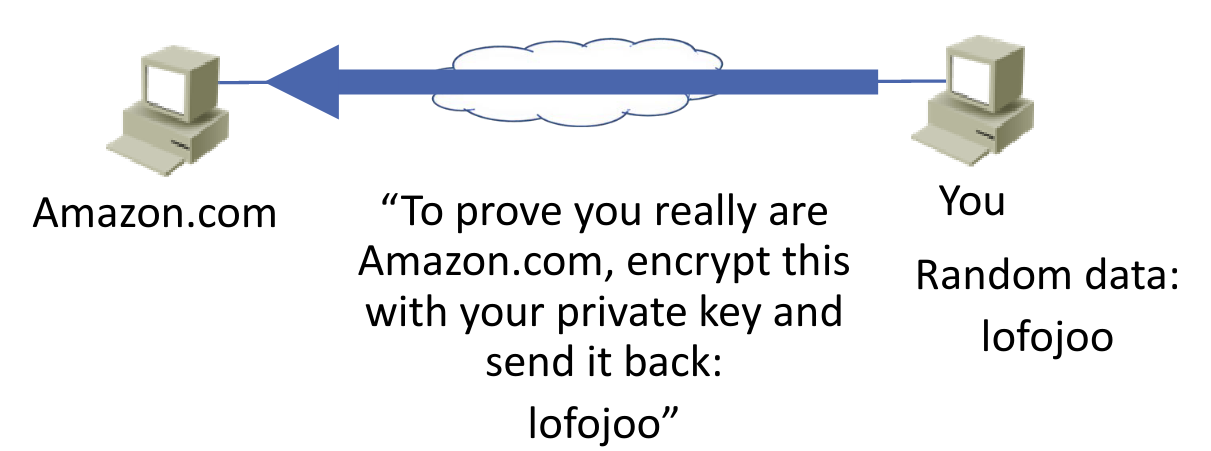 Amazon.com
“To prove you really are
Amazon.com, encrypt this
with your private key and
send it back:
lofojoo”
You
Random data:
lofojoo